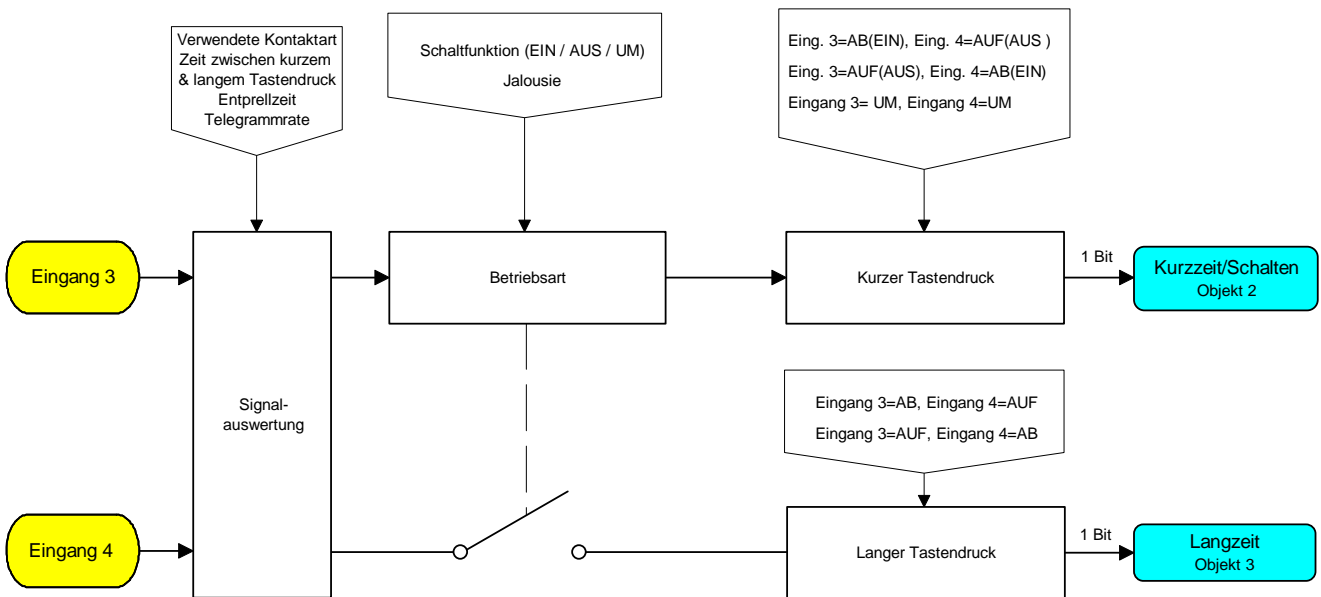 Verwendete Kontaktart
Zeit zwischen kurzem
& langem Tastendruck
Entprellzeit
Telegrammrate
Schaltfunktion (EIN / AUS / UM)
Jalousie
Eing. 3=AB(EIN), Eing. 4=AUF(AUS )
Eing. 3=AUF(AUS), Eing. 4=AB(EIN)
Eingang 3= UM, Eingang 4=UM
Eingang 3
Betriebsart
Kurzer Tastendruck
1 Bit
Kurzzeit/Schalten
Objekt 2
Signal-
auswertung
Eingang 3=AB, Eingang 4=AUF
Eingang 3=AUF, Eingang 4=AB
Eingang 4
Langer Tastendruck
1 Bit
Langzeit
Objekt 3